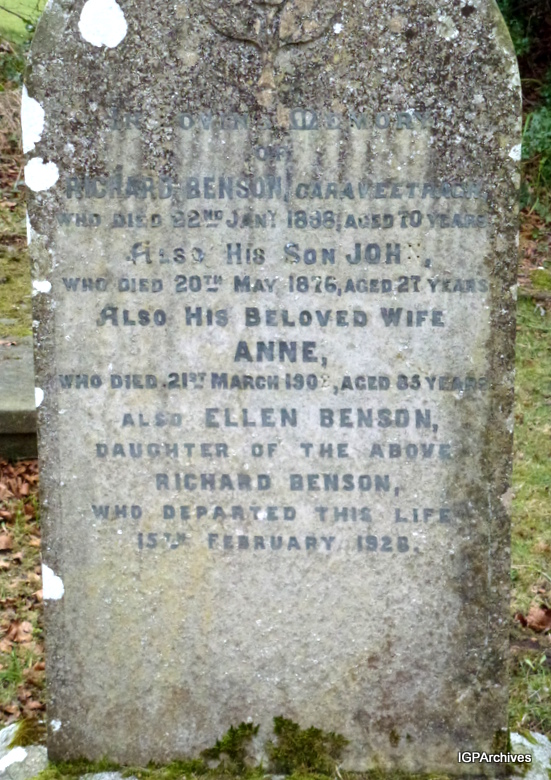 IN LOVING MEMORY
OF
RICHARD BENSON,
WHO DIED 22ND JANY 1898, AGED 70 YEARS
ALSO HIS SON JOHN,
WHO DIED 20TH MAY 1876, AGED 27 YEARS
ALSO HIS BELOVED WIFE
ANNE,
WHO DIED 21ST MARCH AGED 85 YEARS
ALSO ELLEN BENSON,
DAUGHTER OF THE ABOVE
RICHARD BENSON,
WHO DEPARTED THIS LIFE
15TH FEBRUARY 1928.
IGPArchives